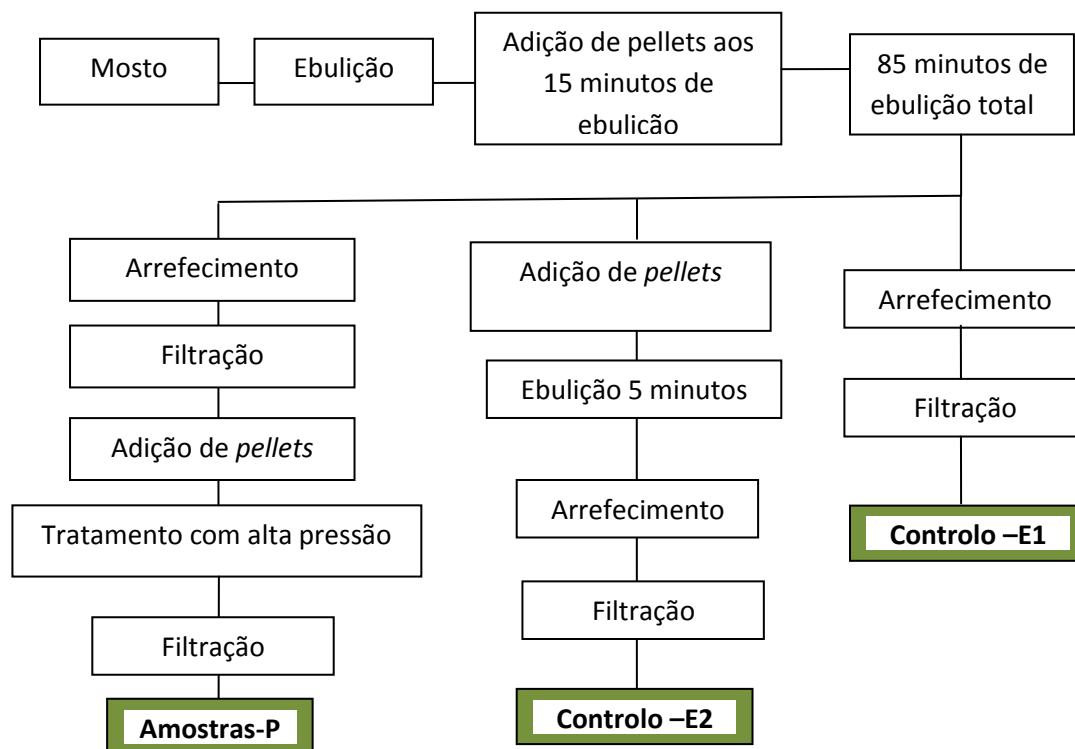 Mosto
Ebulição
Adição de pellets aos
15 minutos de
ebulicão
85 minutos de
ebulição total
Arrefecimento
Filtração
Adição de pellets
Tratamento com alta pressão
Filtração
Amostras-P
Adição de pellets
Ebulição 5 minutos
Arrefecimento
Filtração
Controlo –E2
Arrefecimento
Filtração
Controlo –E1